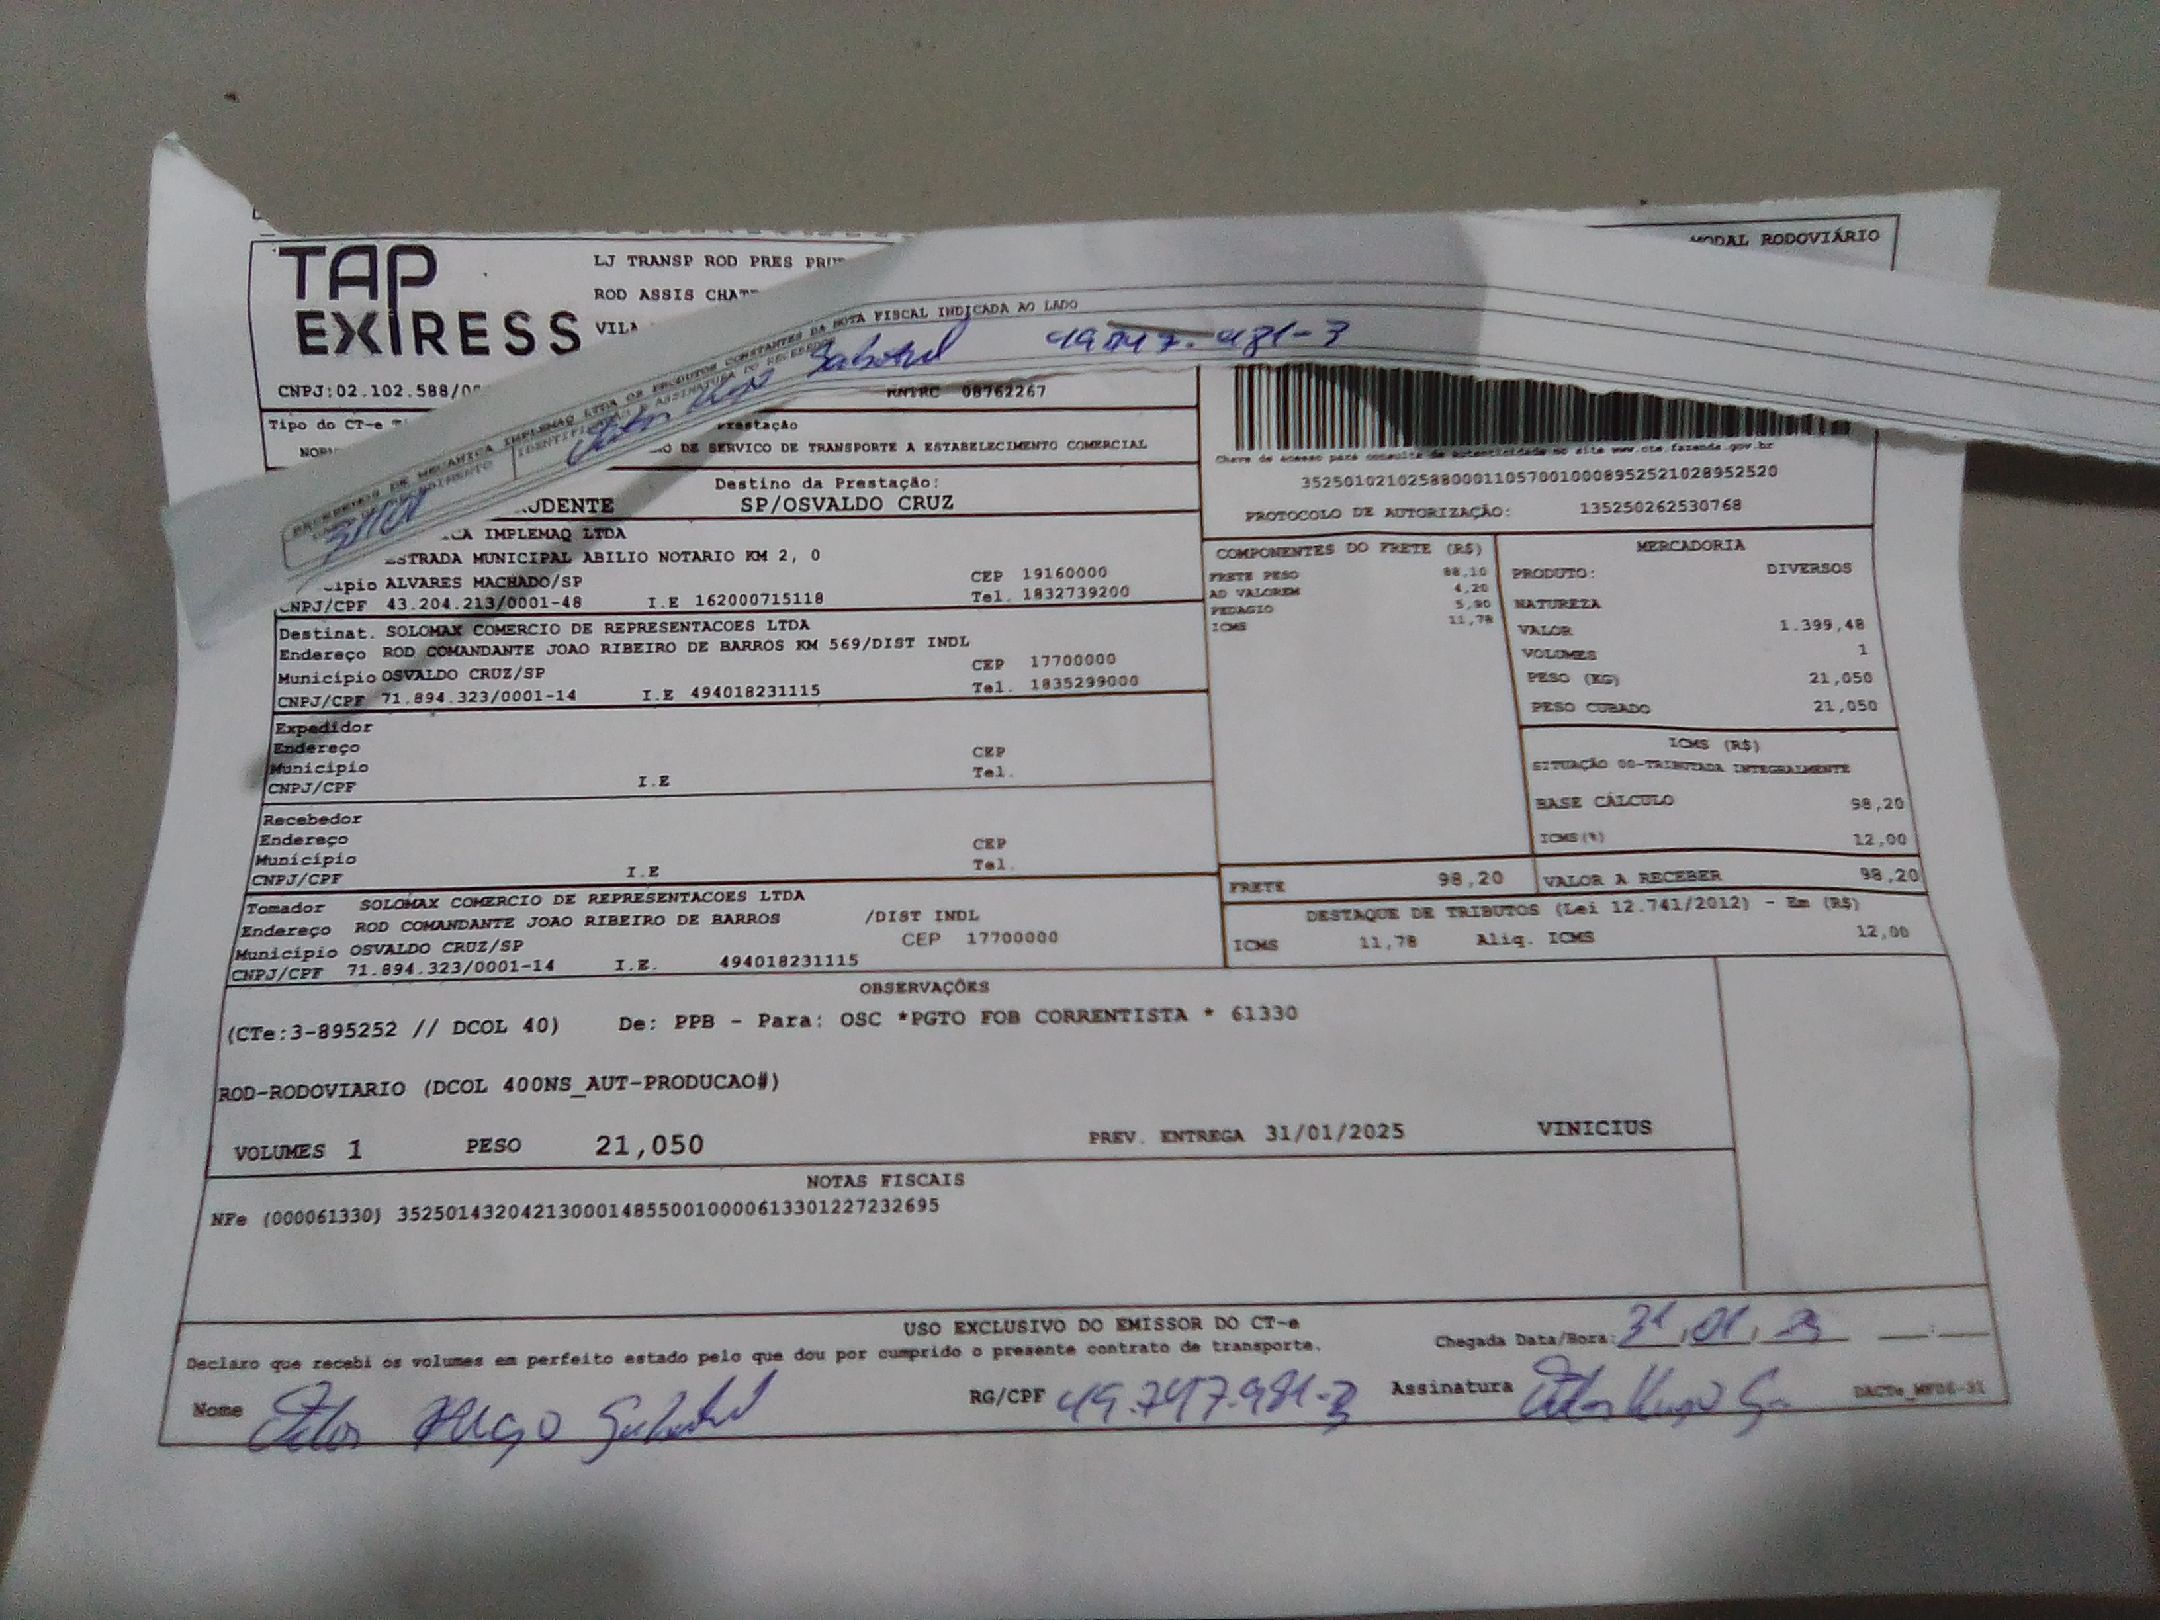 TAP
EXPRESS
LJ TRANSP ROD PRES
ROD ASSIS
MODAL RODOVIÁRIO
DA NOTA FISCAL INDICADA AO LADO
CNPJ:02.102.588/
RNTRC 08762267
Tipo do CT-e
DE SERVICO DE TRANSPORTE A ESTABELECIMENTO COMERCIAL
Chave de acesso para consulta de autenticidade no site www.cte.fazenda.gov.br
35250102102588000110570010008952521028952520
PROTOCOLO DE AUTORIZAÇÃO: 135250262530768
Destino da Prestação:
SP/OSVALDO CRUZ
IMPLEMAQ LTDA
ESTRADA MUNICIPAL ABILIO NOTARIO KM 2, 0
ALVARES MACHADO/SP CEP 19160000
CNPJ/CPF 43.204.213/0001-48 I.E 162000715118 Tel. 1832739200
Destinat. SOLOMAX COMERCIO DE REPRESENTACOES LTDA
Endereço ROD COMANDANTE JOAO RIBEIRO DE BARROS KM 569/DIST INDL
Município OSVALDO CRUZ/SP CEP 17700000
CNPJ/CPF 71.894.323/0001-14 I.E 494018231115 Tel. 1835299000
Expedidor
Endereço CEP
Município Tel.
CNPJ/CPF I.E
Recebedor
Endereço CEP
Município Tel.
CNPJ/CPF I.E
Tomador SOLOMAX COMERCIO DE REPRESENTACOES LTDA
Endereço ROD COMANDANTE JOAO RIBEIRO DE BARROS /DIST INDL
Município OSVALDO CRUZ/SP CEP 17700000
CNPJ/CPF 71.894.323/0001-14 I.E. 494018231115
COMPONENTES DO FRETE (R$)
FRETE PESO
AD VALOREM 4,20
PEDAGIO
ICMS 11,78
MERCADORIA
PRODUTO: DIVERSOS
NATUREZA
VALOR 1.399,48
VOLUMES 1
PESO (KG) 21,050
PESO CUBADO 21,050
ICMS (R$)
SITUAÇÃO 00-TRIBUTADA INTEGRALMENTE
BASE CÁLCULO 98,20
ICMS(%) 12,00
FRETE 98,20 VALOR A RECEBER 98,20
DESTAQUE DE TRIBUTOS (Lei 12.741/2012) - Em (R$)
ICMS 11,78 Aliq. ICMS 12,00
OBSERVAÇÕES
(CTe:3-895252 // DCOL 40) De: PPB - Para: OSC *PGTO FOB CORRENTISTA * 61330
ROD-RODOVIARIO (DCOL 400NS_AUT-PRODUCAO#)
VOLUMES 1 PESO 21,050 PREV. ENTREGA 31/01/2025 VINICIUS
NOTAS FISCAIS
NFe (000061330) 35250143204213000148550010000613301227232695
USO EXCLUSIVO DO EMISSOR DO CT-e
Declaro que recebi os volumes em perfeito estado pelo que dou por cumprido o presente contrato de transporte.
Chegada Data/Hora:
Nome
RG/CPF
Assinatura